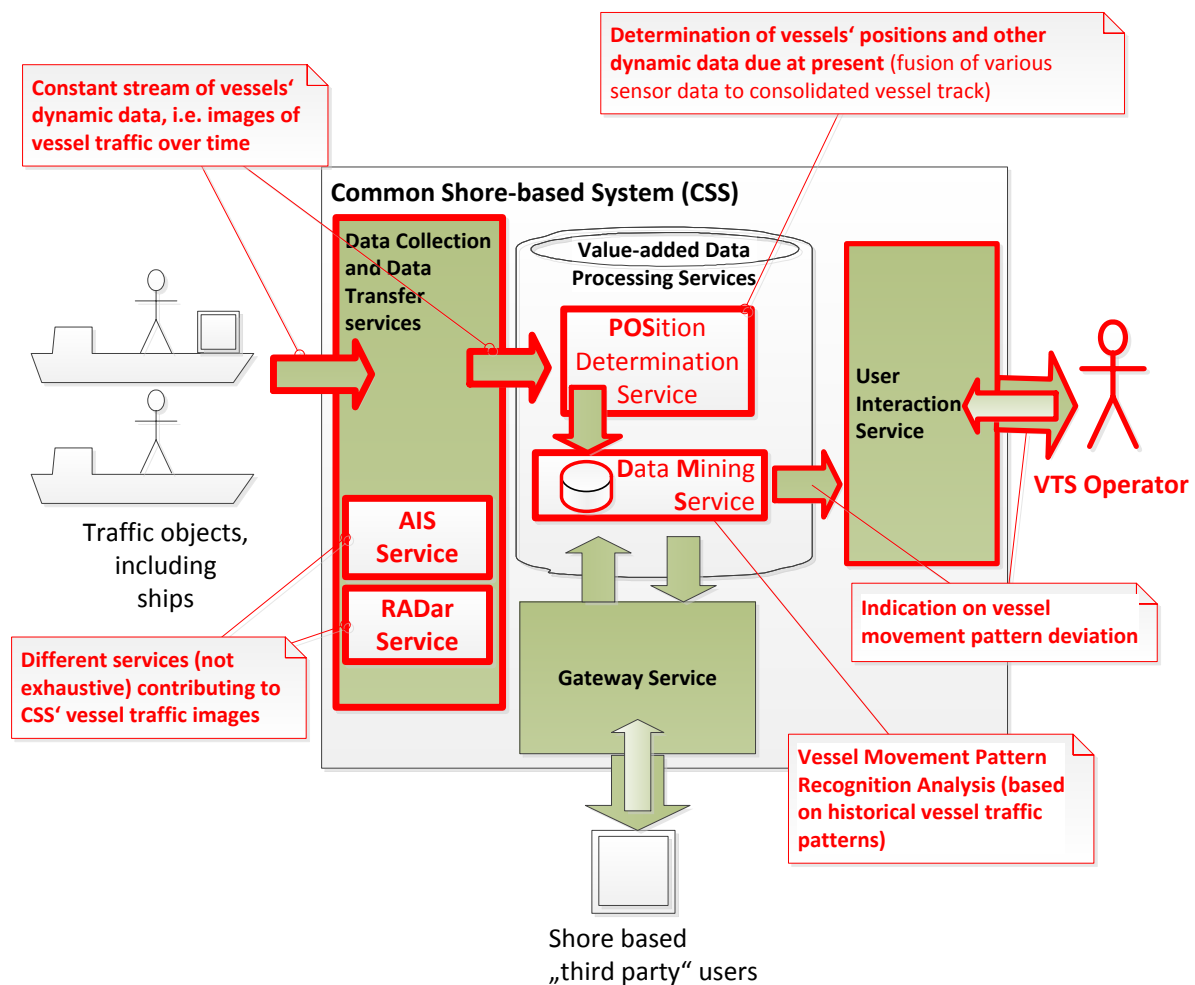 Determination of vessels‘ positions and other
dynamic data due at present (fusion of various
sensor data to consolidated vessel track)
Constant stream of vessels‘
dynamic data, i.e. images of
vessel traffic over time
Common Shore-based System (CSS)
Data Collection
and Data
Transfer
services
Value-added Data
Processing Services
POSition
Determination
Service
User
Interaction
Service
Data Mining
Service
VTS Operator
Traffic objects,
including
ships
AIS
Service
RADar
Service
Indication on vessel
movement pattern deviation
Different services (not
exhaustive) contributing to
CSS‘ vessel traffic images
Gateway Service
Vessel Movement Pattern
Recognition Analysis (based
on historical vessel traffic
patterns)
Shore based
„third party“ users